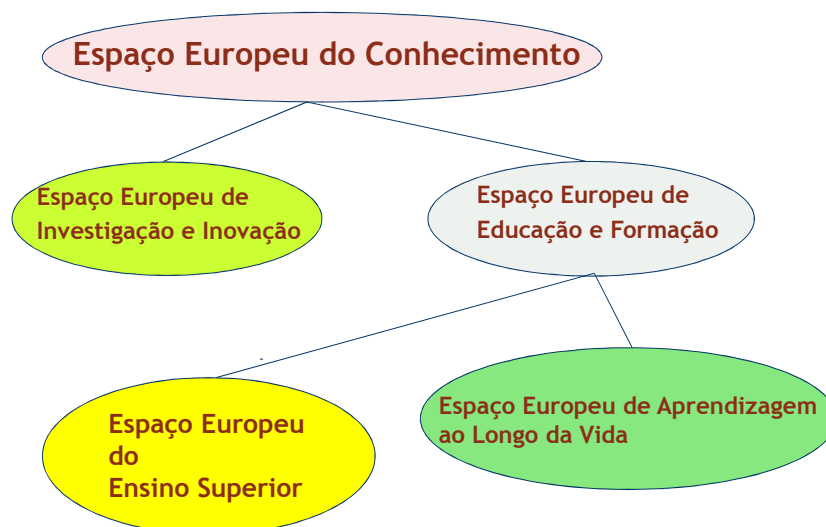 Espaço Europeu do Conhecimento
Espaço Europeu de
Investigação e Inovação
Espaço Europeu de
Educação e Formação
Espaço Europeu
do
Ensino Superior
Espaço Europeu de Aprendizagem
ao Longo da Vida